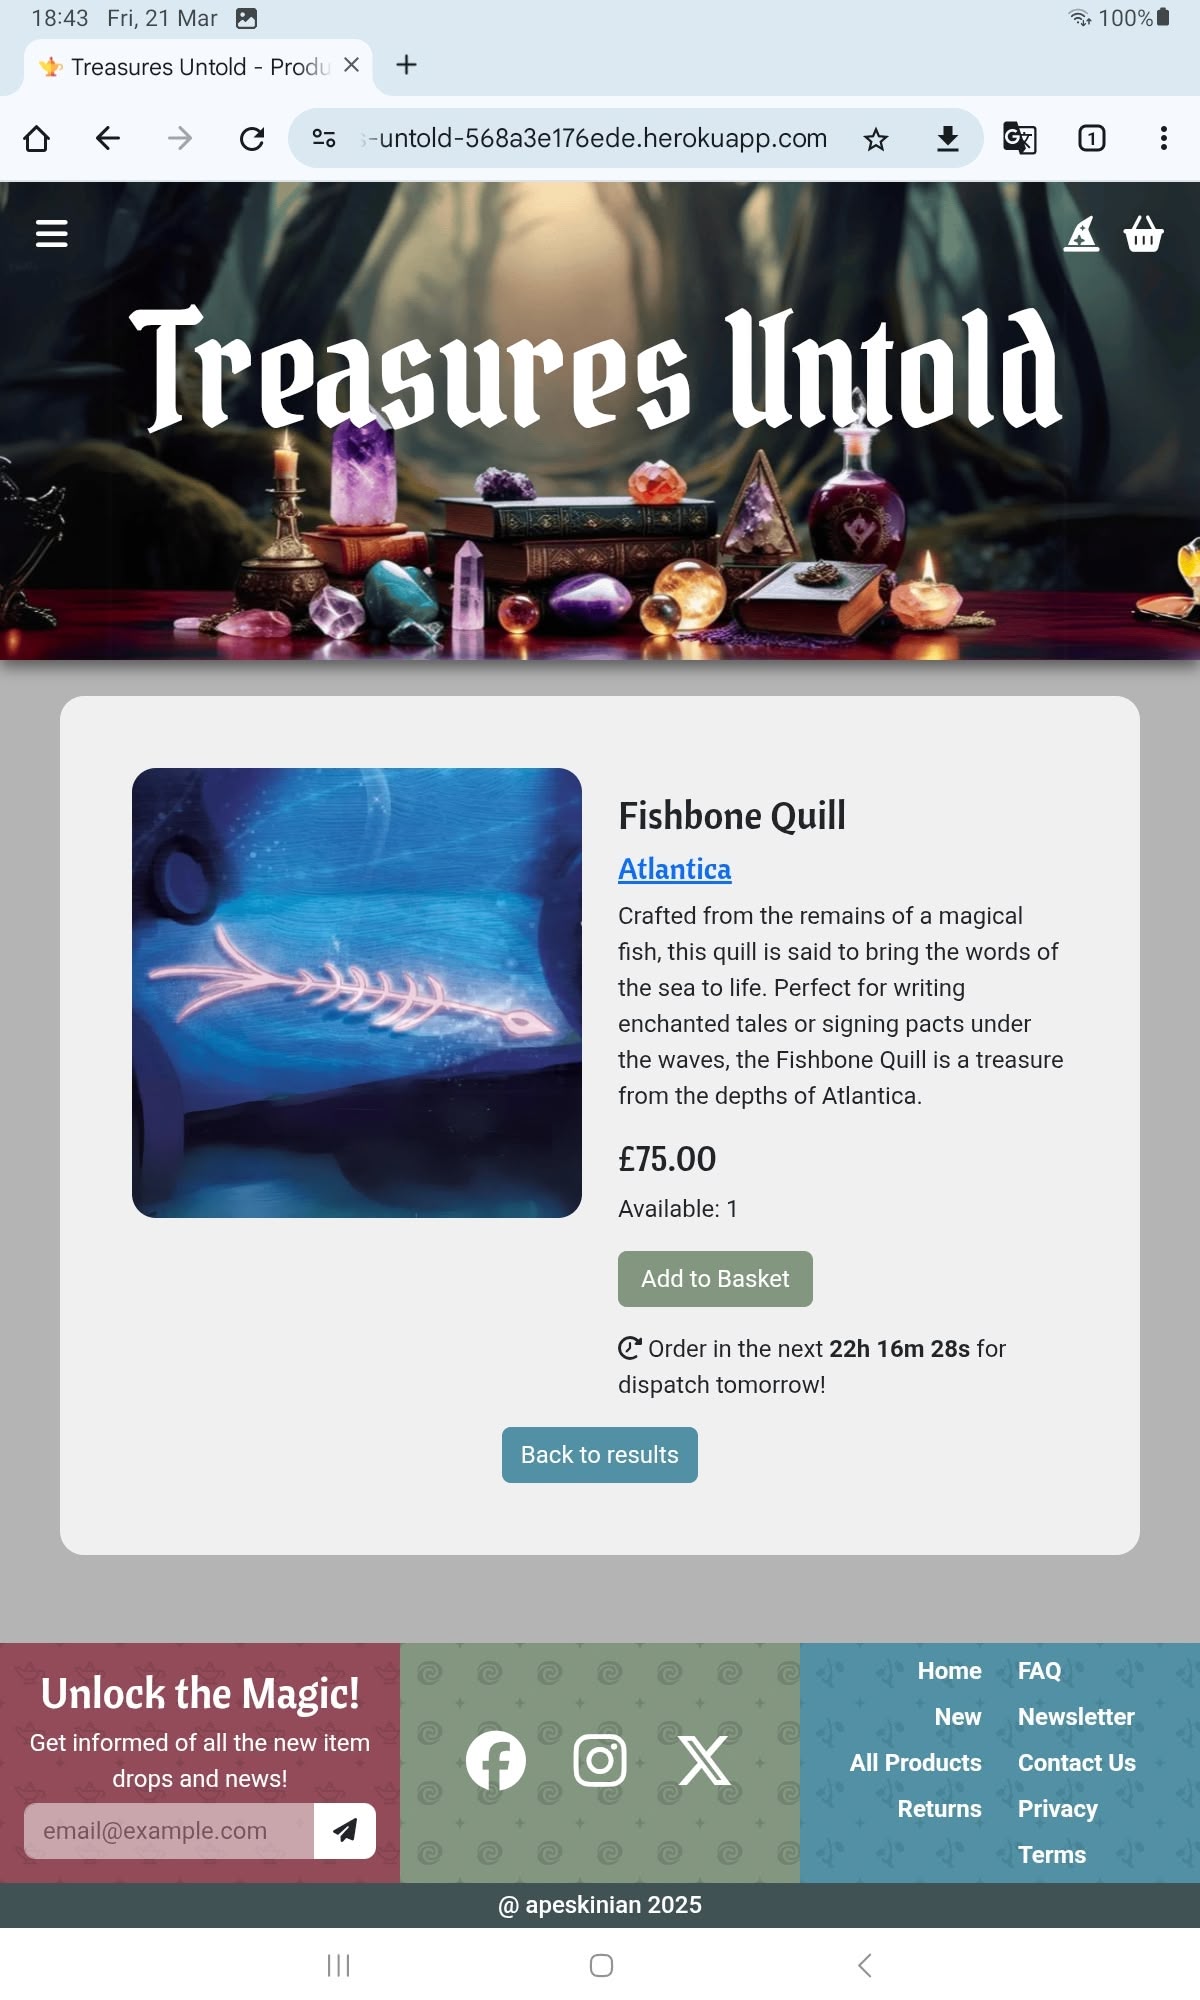 18:43 Fri, 21 Mar 100%
Treasures Untold - Produ
-untold-568a3e176ede.herokuapp.com
1
Treasures Untold
Fishbone Quill
Atlantica
Crafted from the remains of a magical
fish, this quill is said to bring the words of
the sea to life. Perfect for writing
enchanted tales or signing pacts under
the waves, the Fishbone Quill is a treasure
from the depths of Atlantica.
£75.00
Available: 1
Add to Basket
Order in the next 22h 16m 28s for
dispatch tomorrow!
Back to results
Unlock the Magic!
Get informed of all the new item
drops and news!
email@example.com
Home
New
All Products
Returns
FAQ
Newsletter
Contact Us
Privacy
Terms
@ apeskinian 2025